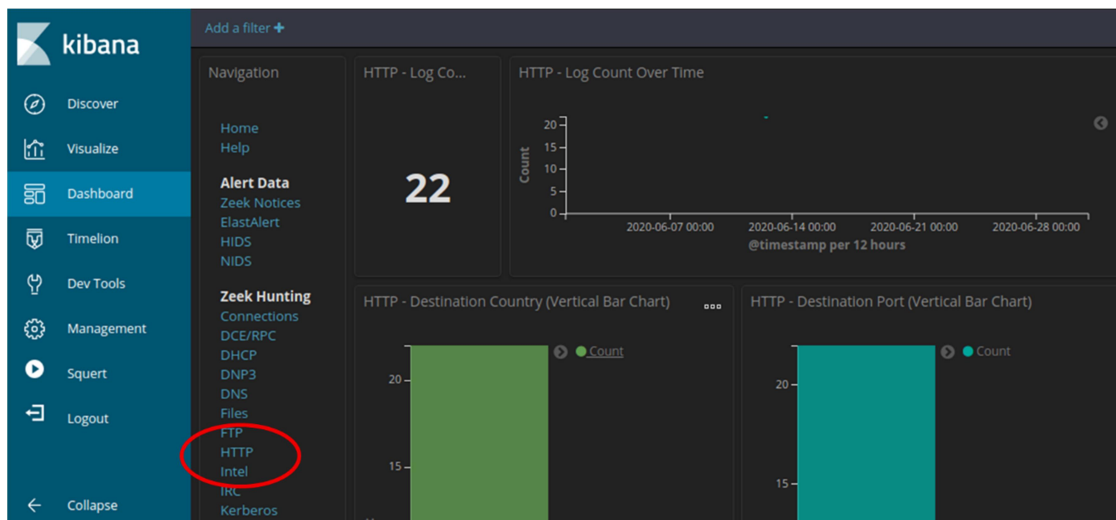 kibana
Discover
Visualize
Dashboard
Timelion
Dev Tools
Management
Squert
Logout
Collapse
Add a filter +
Navigation
Home
Help
Alert Data
Zeek Notices
ElastAlert
HIDS
NIDS
Zeek Hunting
Connections
DCE/RPC
DHCP
DNP3
DNS
Files
FTP
HTTP
Intel
IRC
Kerberos
HTTP - Log Co...
22
HTTP - Log Count Over Time
Count
20
15
10
5
0
2020-06-07 00:00 2020-06-14 00:00 2020-06-21 00:00 2020-06-28 00:00
@timestamp per 12 hours
HTTP - Destination Country (Vertical Bar Chart)
Count
20
15
HTTP - Destination Port (Vertical Bar Chart)
Count
20
15